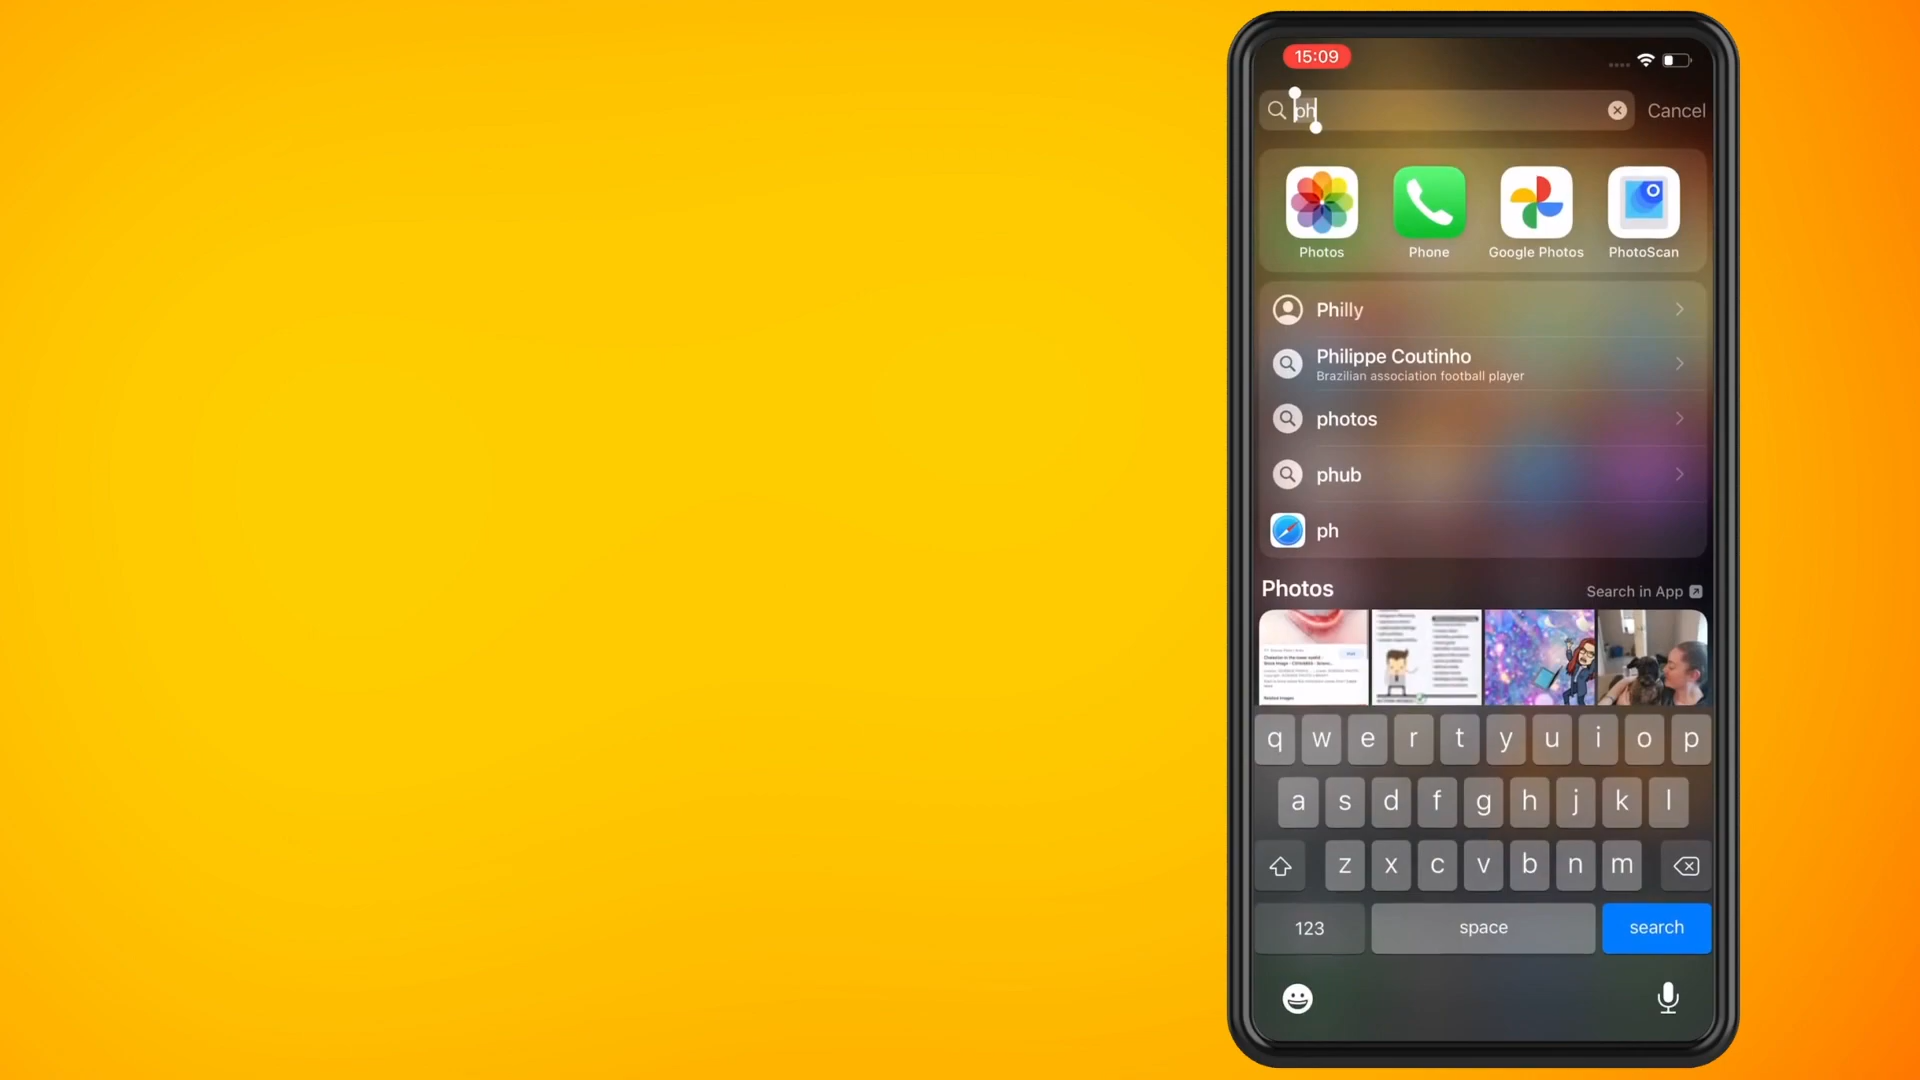 15:09
ph
Cancel
Photos
Phone
Google Photos
PhotoScan
Philly
Philippe Coutinho
Brazilian association football player
photos
phub
ph
Photos
Search in App
q w e r t y u i o p
a s d f g h j k l
z x c v b n m
123
space
search